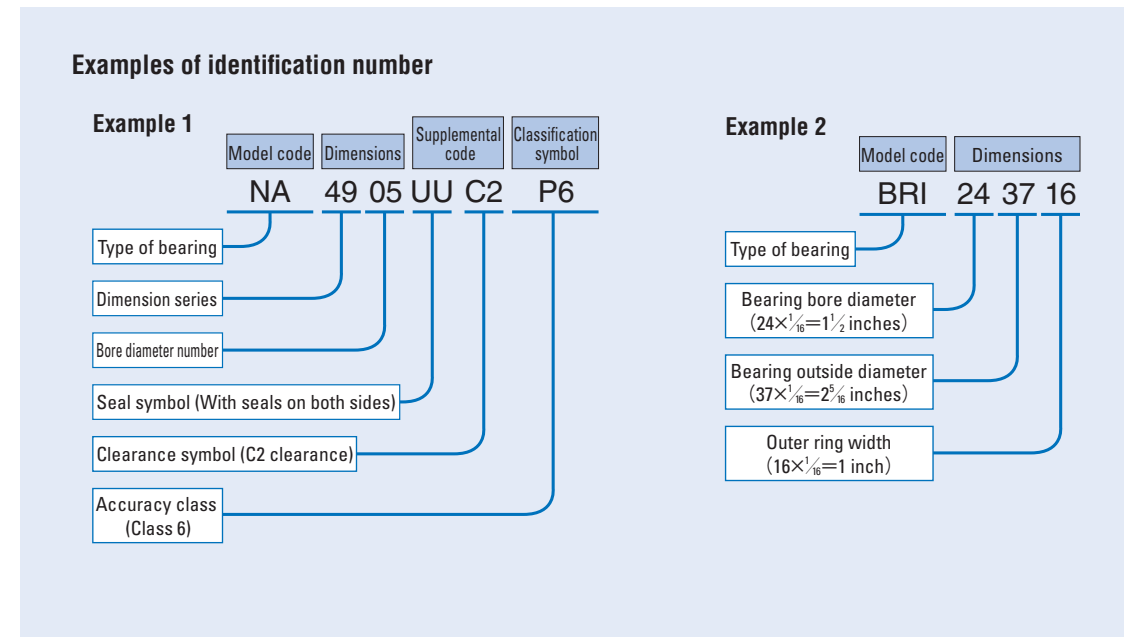 Examples of identification number
Example 1
Model code
Dimensions
Supplemental
code
Classification
symbol
NA 49 05 UU C2 P6
Type of bearing
Dimension series
Bore diameter number
Seal symbol (With seals on both sides)
Clearance symbol (C2 clearance)
Accuracy class
(Class 6)
Example 2
Model code
Dimensions
BRI 24 37 16
Type of bearing
Bearing bore diameter
(24×1/16=1 1/2 inches)
Bearing outside diameter
(37×1/16=2 5/16 inches)
Outer ring width
(16×1/16=1 inch)